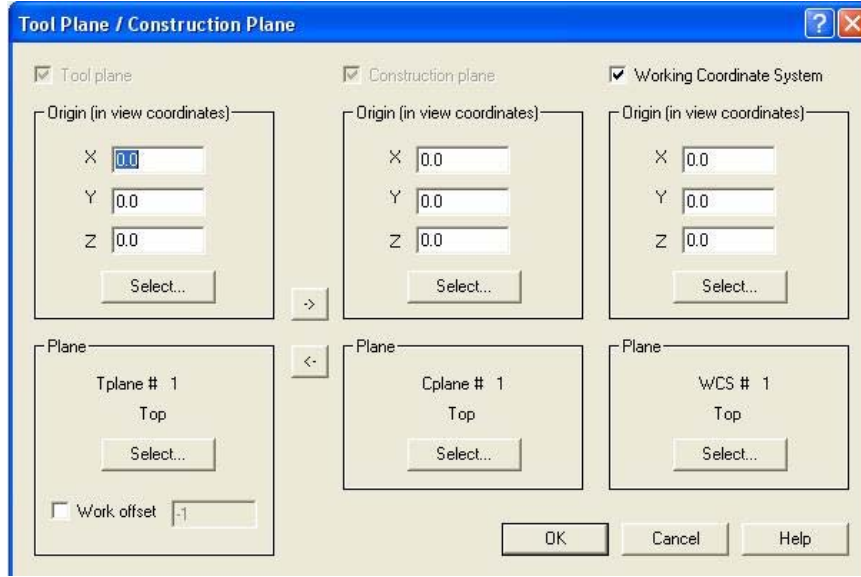 Tool Plane / Construction Plane
Tool plane
Construction plane
Working Coordinate System
Origin (in view coordinates)
X 0.0
Y 0.0
Z 0.0
Select...
Origin (in view coordinates)
X 0.0
Y 0.0
Z 0.0
Select...
Origin (in view coordinates)
X 0.0
Y 0.0
Z 0.0
Select...
->
<-
Plane
Tplane # 1
Top
Select...
Work offset -1
Plane
Cplane # 1
Top
Select...
Plane
WCS # 1
Top
Select...
OK
Cancel
Help